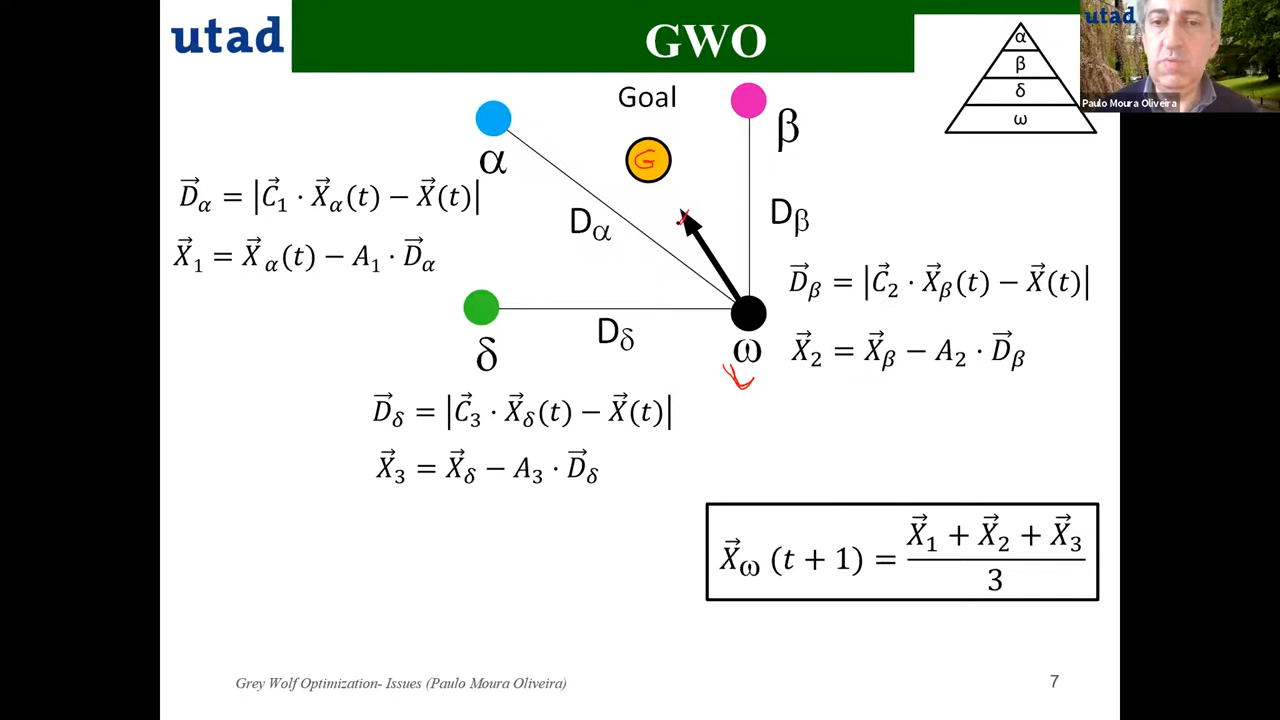 utad
GWO
α
β
δ
ω
utad
Paulo Moura Oliveira
Goal
G
α
β
D⃗α = |C⃗1 · X⃗α(t) − X⃗(t)|
X⃗1 = X⃗α(t) − A1 · D⃗α
Dα
Dβ
D⃗β = |C⃗2 · X⃗β(t) − X⃗(t)|
X⃗2 = X⃗β − A2 · D⃗β
Dδ
δ
ω
D⃗δ = |C⃗3 · X⃗δ(t) − X⃗(t)|
X⃗3 = X⃗δ − A3 · D⃗δ
X⃗ω (t + 1) = (X⃗1 + X⃗2 + X⃗3) / 3
Grey Wolf Optimization- Issues (Paulo Moura Oliveira)
7